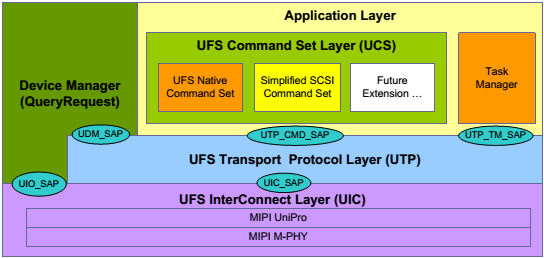 Application Layer
UFS Command Set Layer (UCS)
Device Manager
(QueryRequest)
UFS Native
Command Set
Simplified SCSI
Command Set
Future
Extension ...
Task
Manager
UDM_SAP
UTP_CMD_SAP
UTP_TM_SAP
UFS Transport Protocol Layer (UTP)
UIO_SAP
UIC_SAP
UFS InterConnect Layer (UIC)
MIPI UniPro
MIPI M-PHY